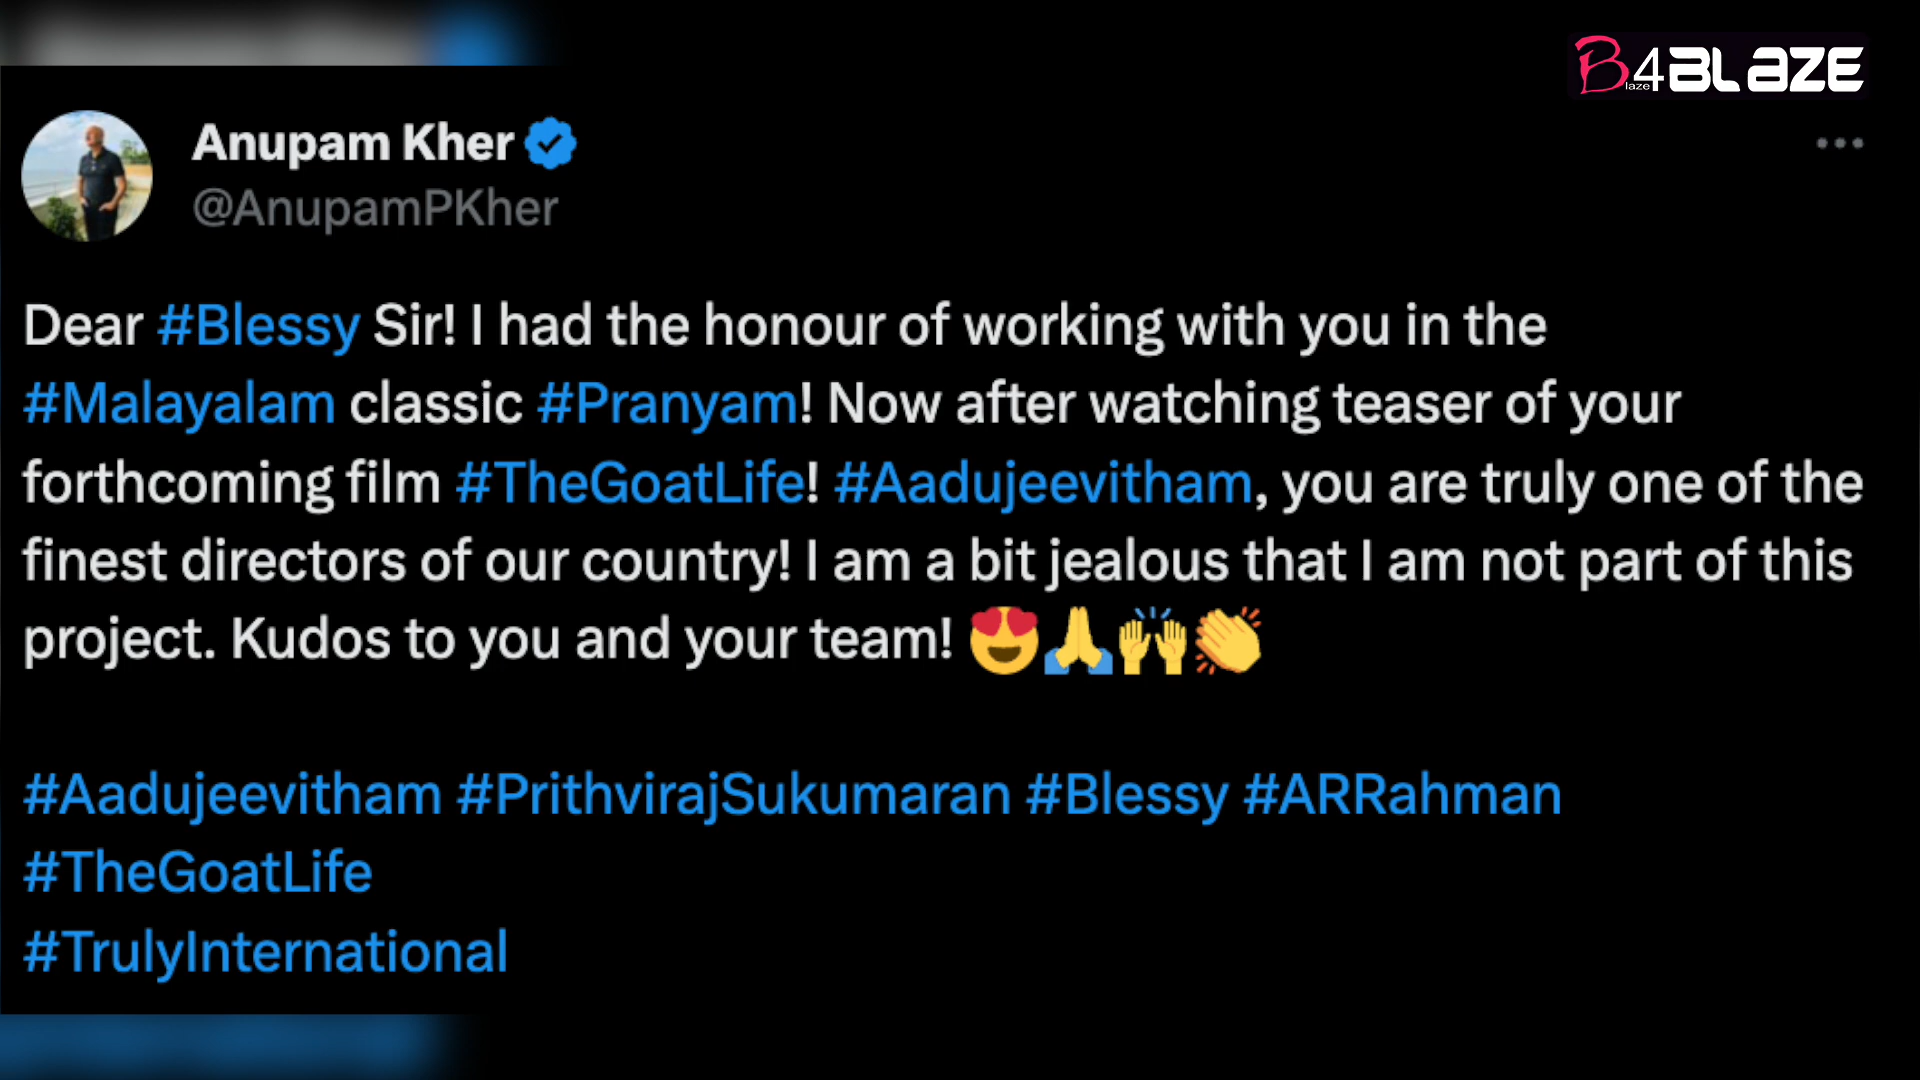 B4BLAZE
laze
Anupam Kher
@AnupamPKher
Dear #Blessy Sir! I had the honour of working with you in the
#Malayalam classic #Pranyam! Now after watching teaser of your
forthcoming film #TheGoatLife! #Aadujeevitham, you are truly one of the
finest directors of our country! I am a bit jealous that I am not part of this
project. Kudos to you and your team! 😍🙏🙌👏
#Aadujeevitham #PrithvirajSukumaran #Blessy #ARRahman
#TheGoatLife
#TrulyInternational